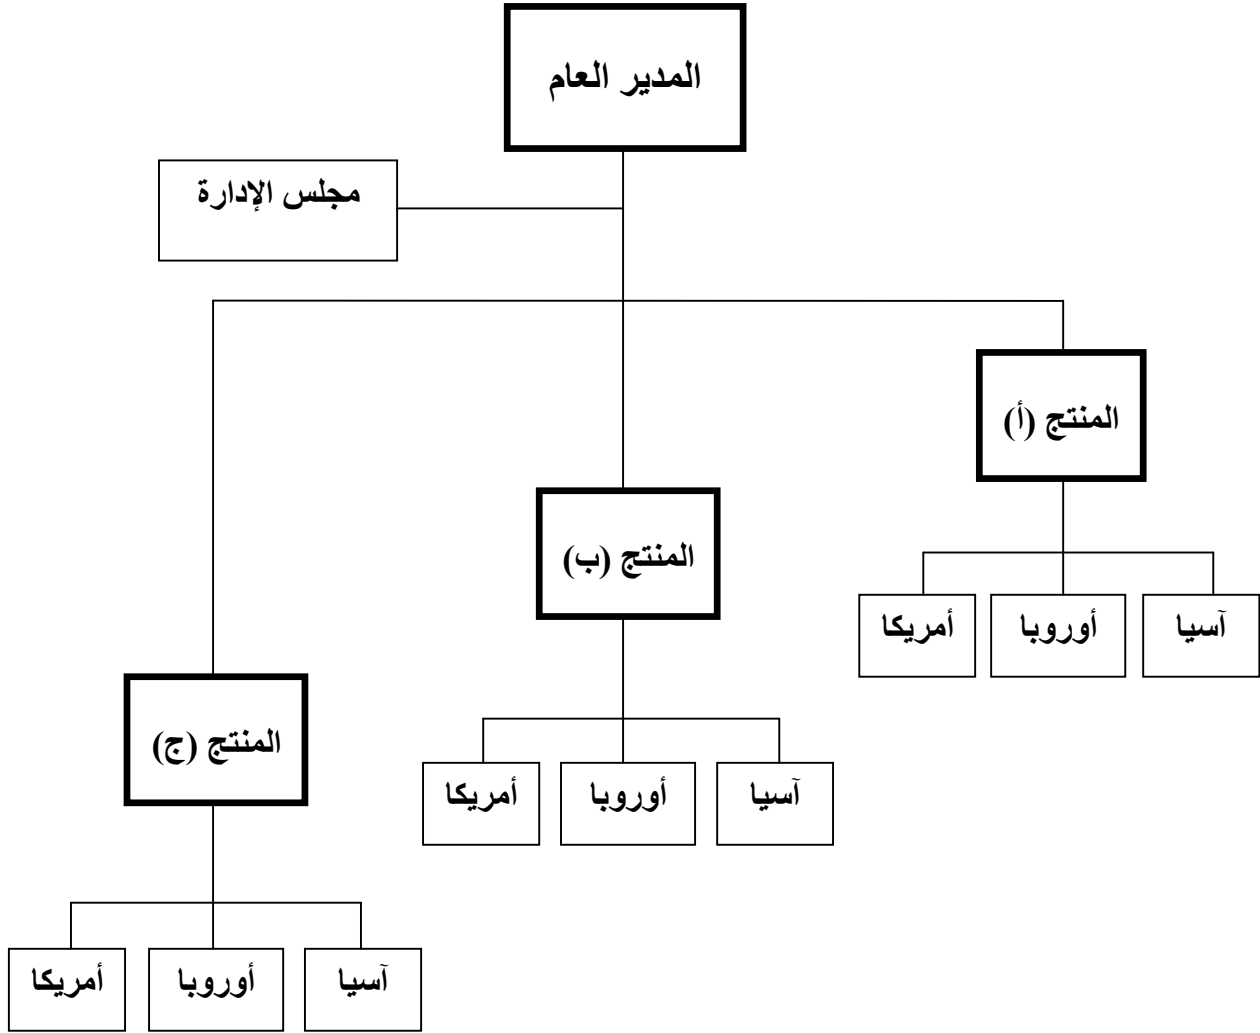 المدير العام
مجلس الإدارة
المنتج (أ)
آسيا
أوروبا
أمريكا
المنتج (ب)
آسيا
أوروبا
أمريكا
المنتج (ج)
آسيا
أوروبا
أمريكا